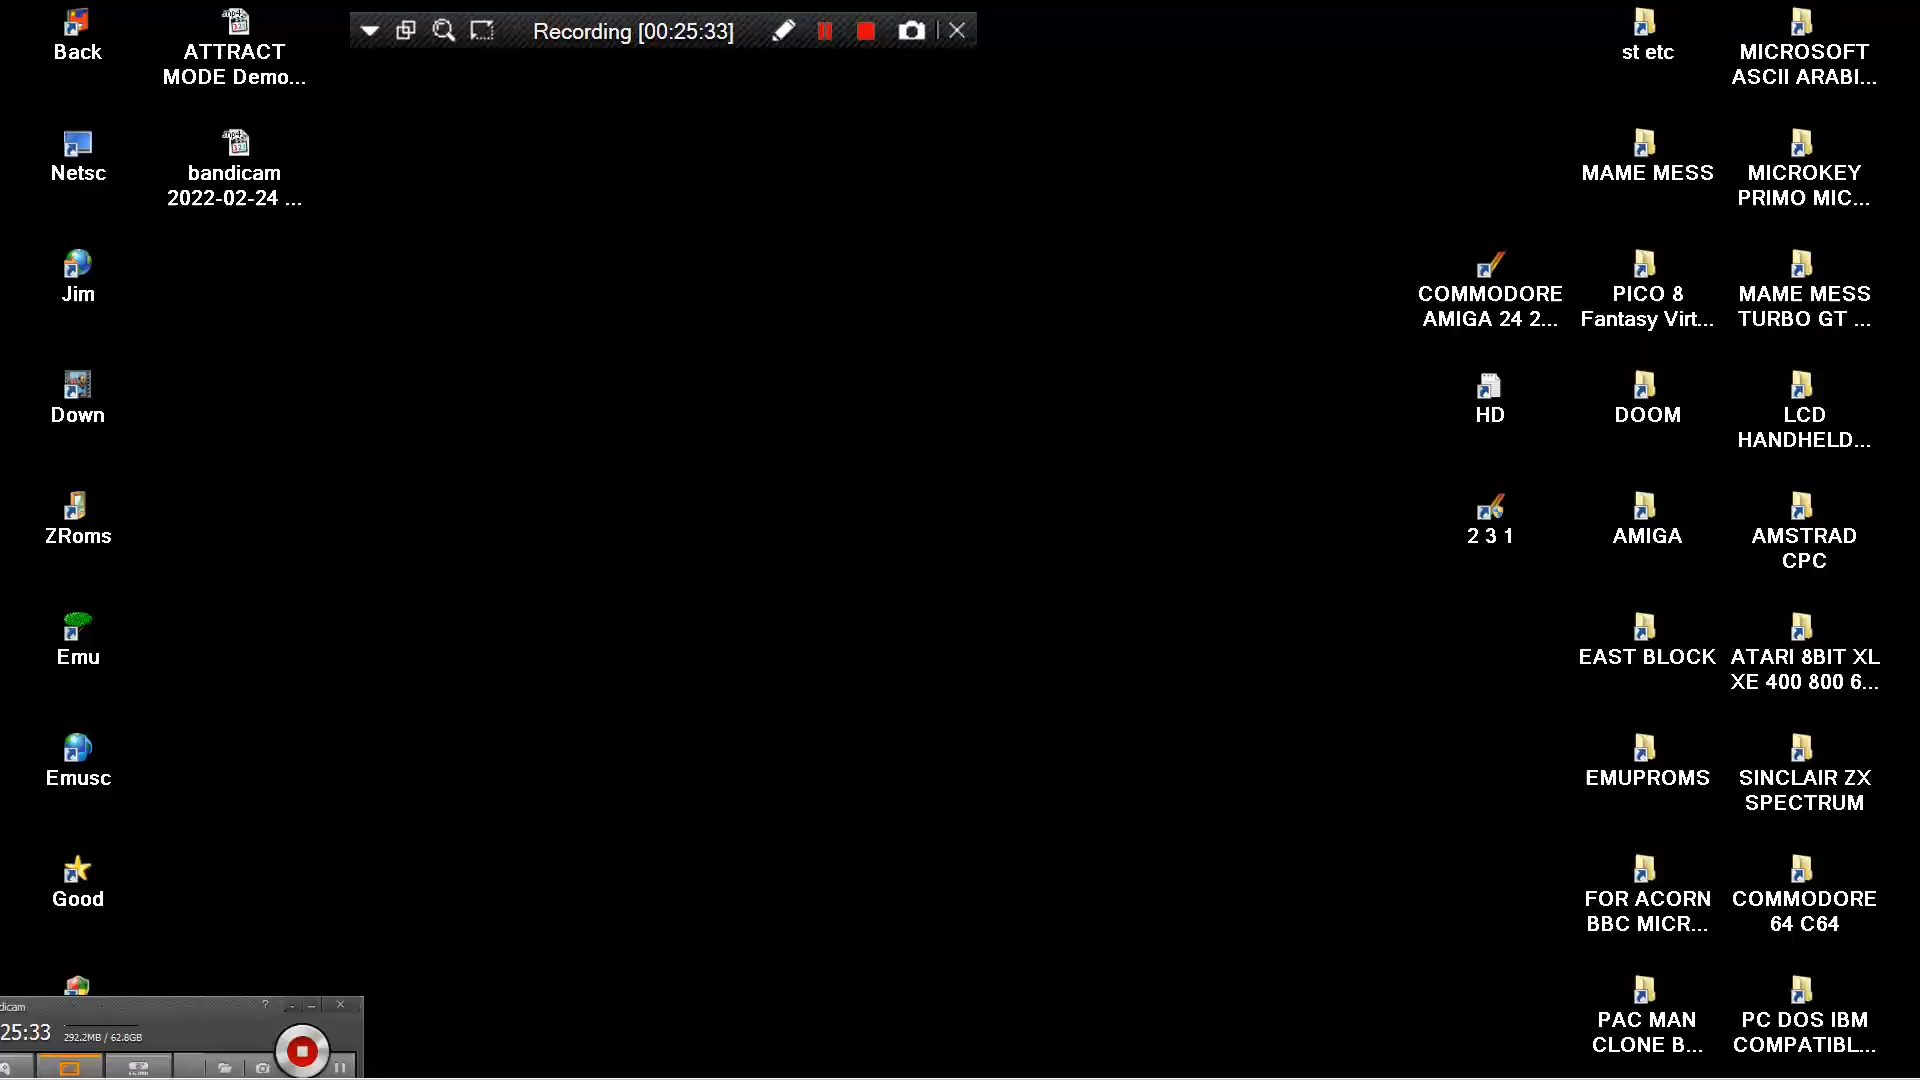 Recording [00:25:33]
Back
ATTRACT
MODE Demo...
Netsc
bandicam
2022-02-24 ...
Jim
Down
ZRoms
Emu
Emusc
Good
st etc
MICROSOFT
ASCII ARABI...
MAME MESS
MICROKEY
PRIMO MIC...
COMMODORE
AMIGA 24 2...
PICO 8
Fantasy Virt...
MAME MESS
TURBO GT ...
HD
DOOM
LCD
HANDHELD...
2 3 1
AMIGA
AMSTRAD
CPC
EAST BLOCK
ATARI 8BIT XL
XE 400 800 6...
EMUPROMS
SINCLAIR ZX
SPECTRUM
FOR ACORN
BBC MICR...
COMMODORE
64 C64
PAC MAN
CLONE B...
PC DOS IBM
COMPATIBL...
dicam
25:33
292.2MB / 62.8GB